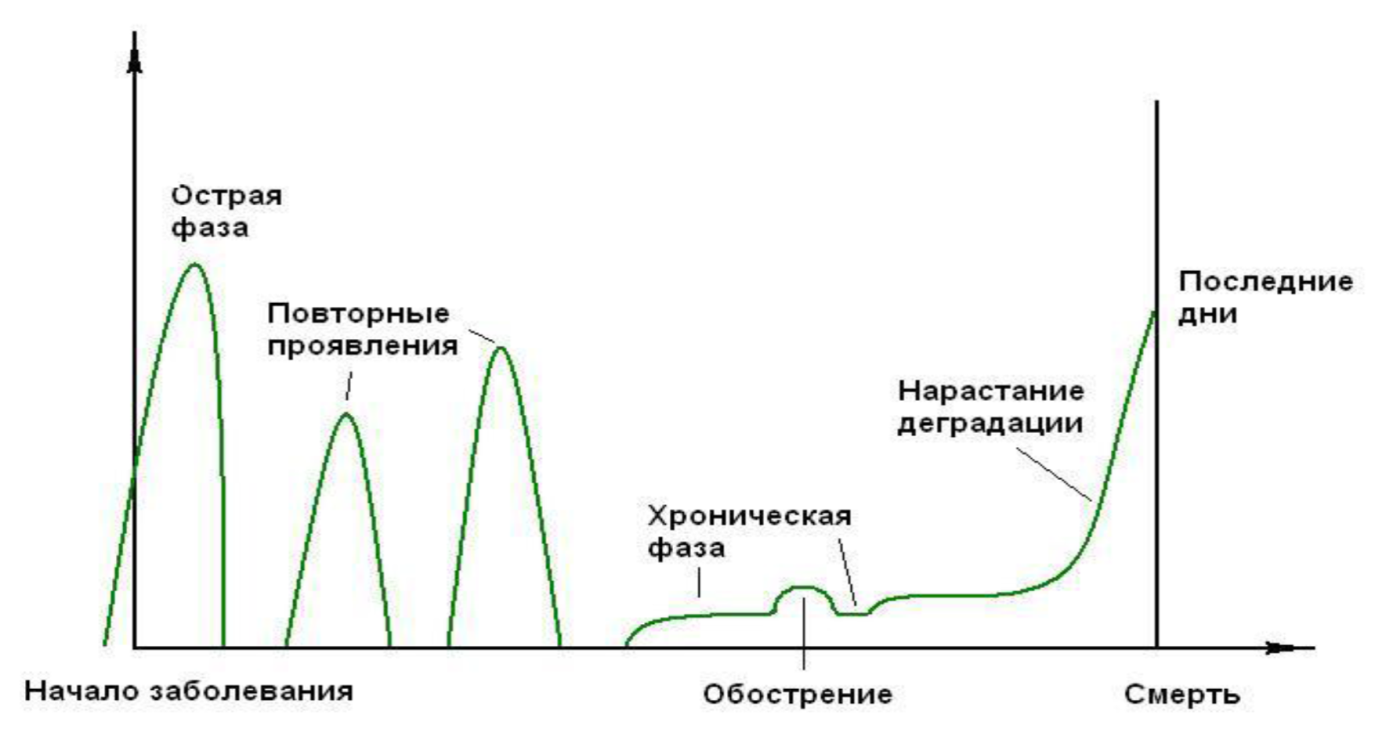 Острая
фаза
Повторные
проявления
Последние
дни
Нарастание
деградации
Хроническая
фаза
Начало заболевания
Обострение
Смерть